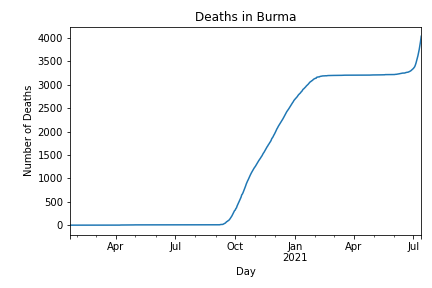 Deaths in Burma
4000
3500
3000
2500
2000
1500
1000
500
0
Number of Deaths
Apr
Jul
Oct
Jan
2021
Apr
Jul
Day